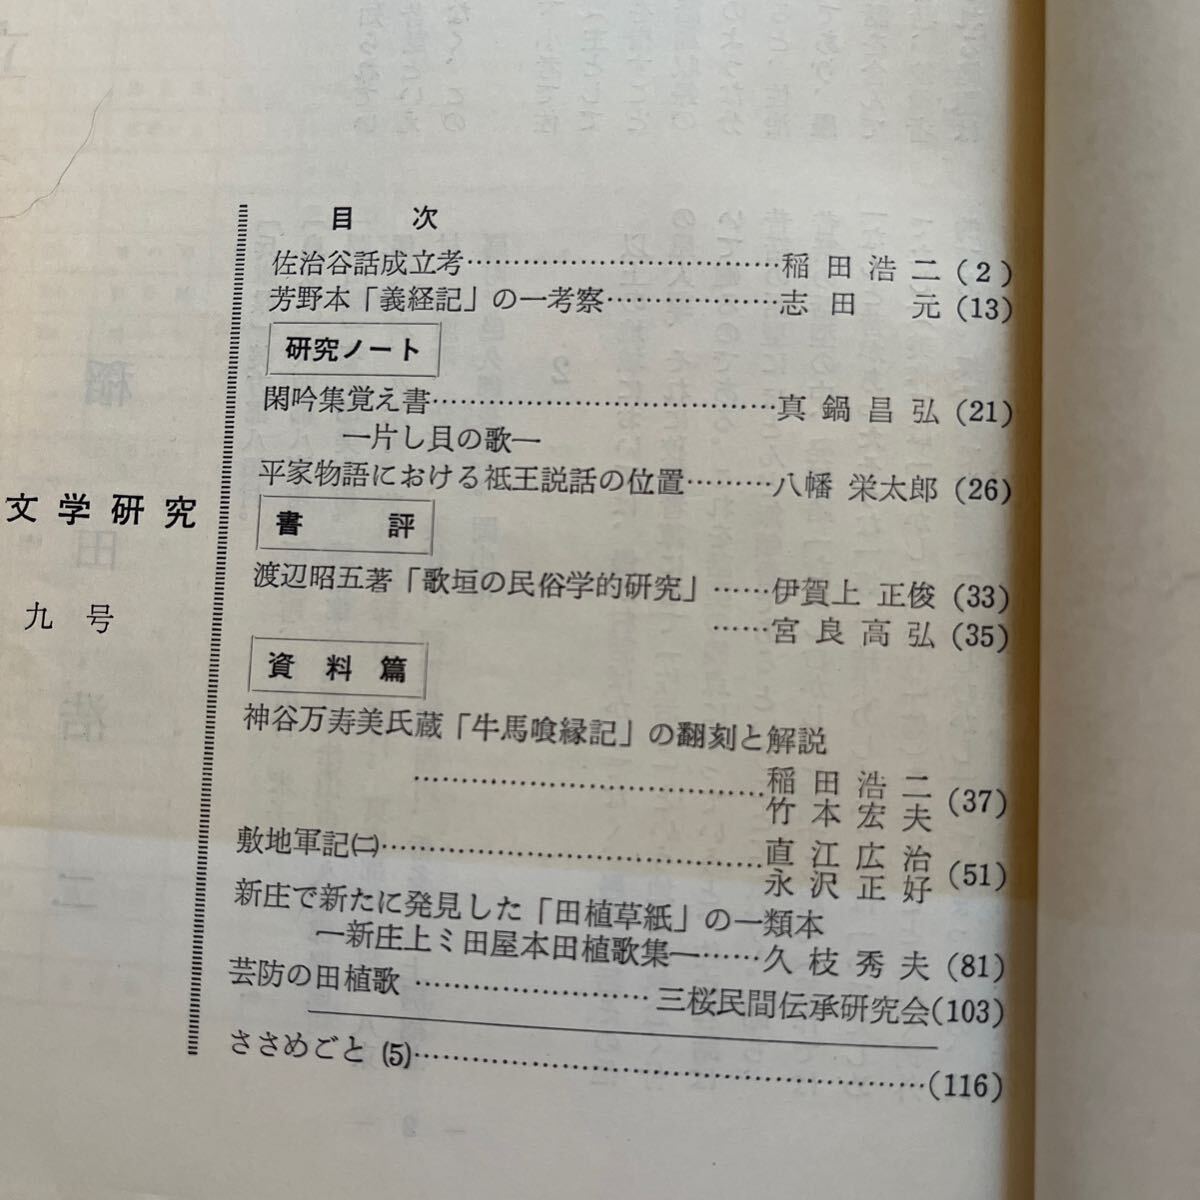 目次
佐治谷話成立考……………………………稲田浩二(2)
芳野本「義経記」の一考察………………志田 元(13)
研究ノート
閑吟集覚え書………………………………真鍋昌弘(21)
―片し貝の歌―
平家物語における祇王説話の位置………八幡 栄太郎(26)
書評
渡辺昭五著「歌垣の民俗学的研究」……伊賀上 正俊(33)
……宮良高弘(35)
資料篇
神谷万寿美氏蔵「牛馬喰縁記」の翻刻と解説
………………………………稲田浩二
竹本宏夫(37)
敷地軍記㈡…………………………………直江広治
永沢正好(51)
新庄で新たに発見した「田植草紙」の一類本
―新庄上ミ田屋本田植歌集―……久枝秀夫(81)
芸防の田植歌……………………三桜民間伝承研究会(103)
ささめごと(5)………………………………………………(116)
文学研究
九号